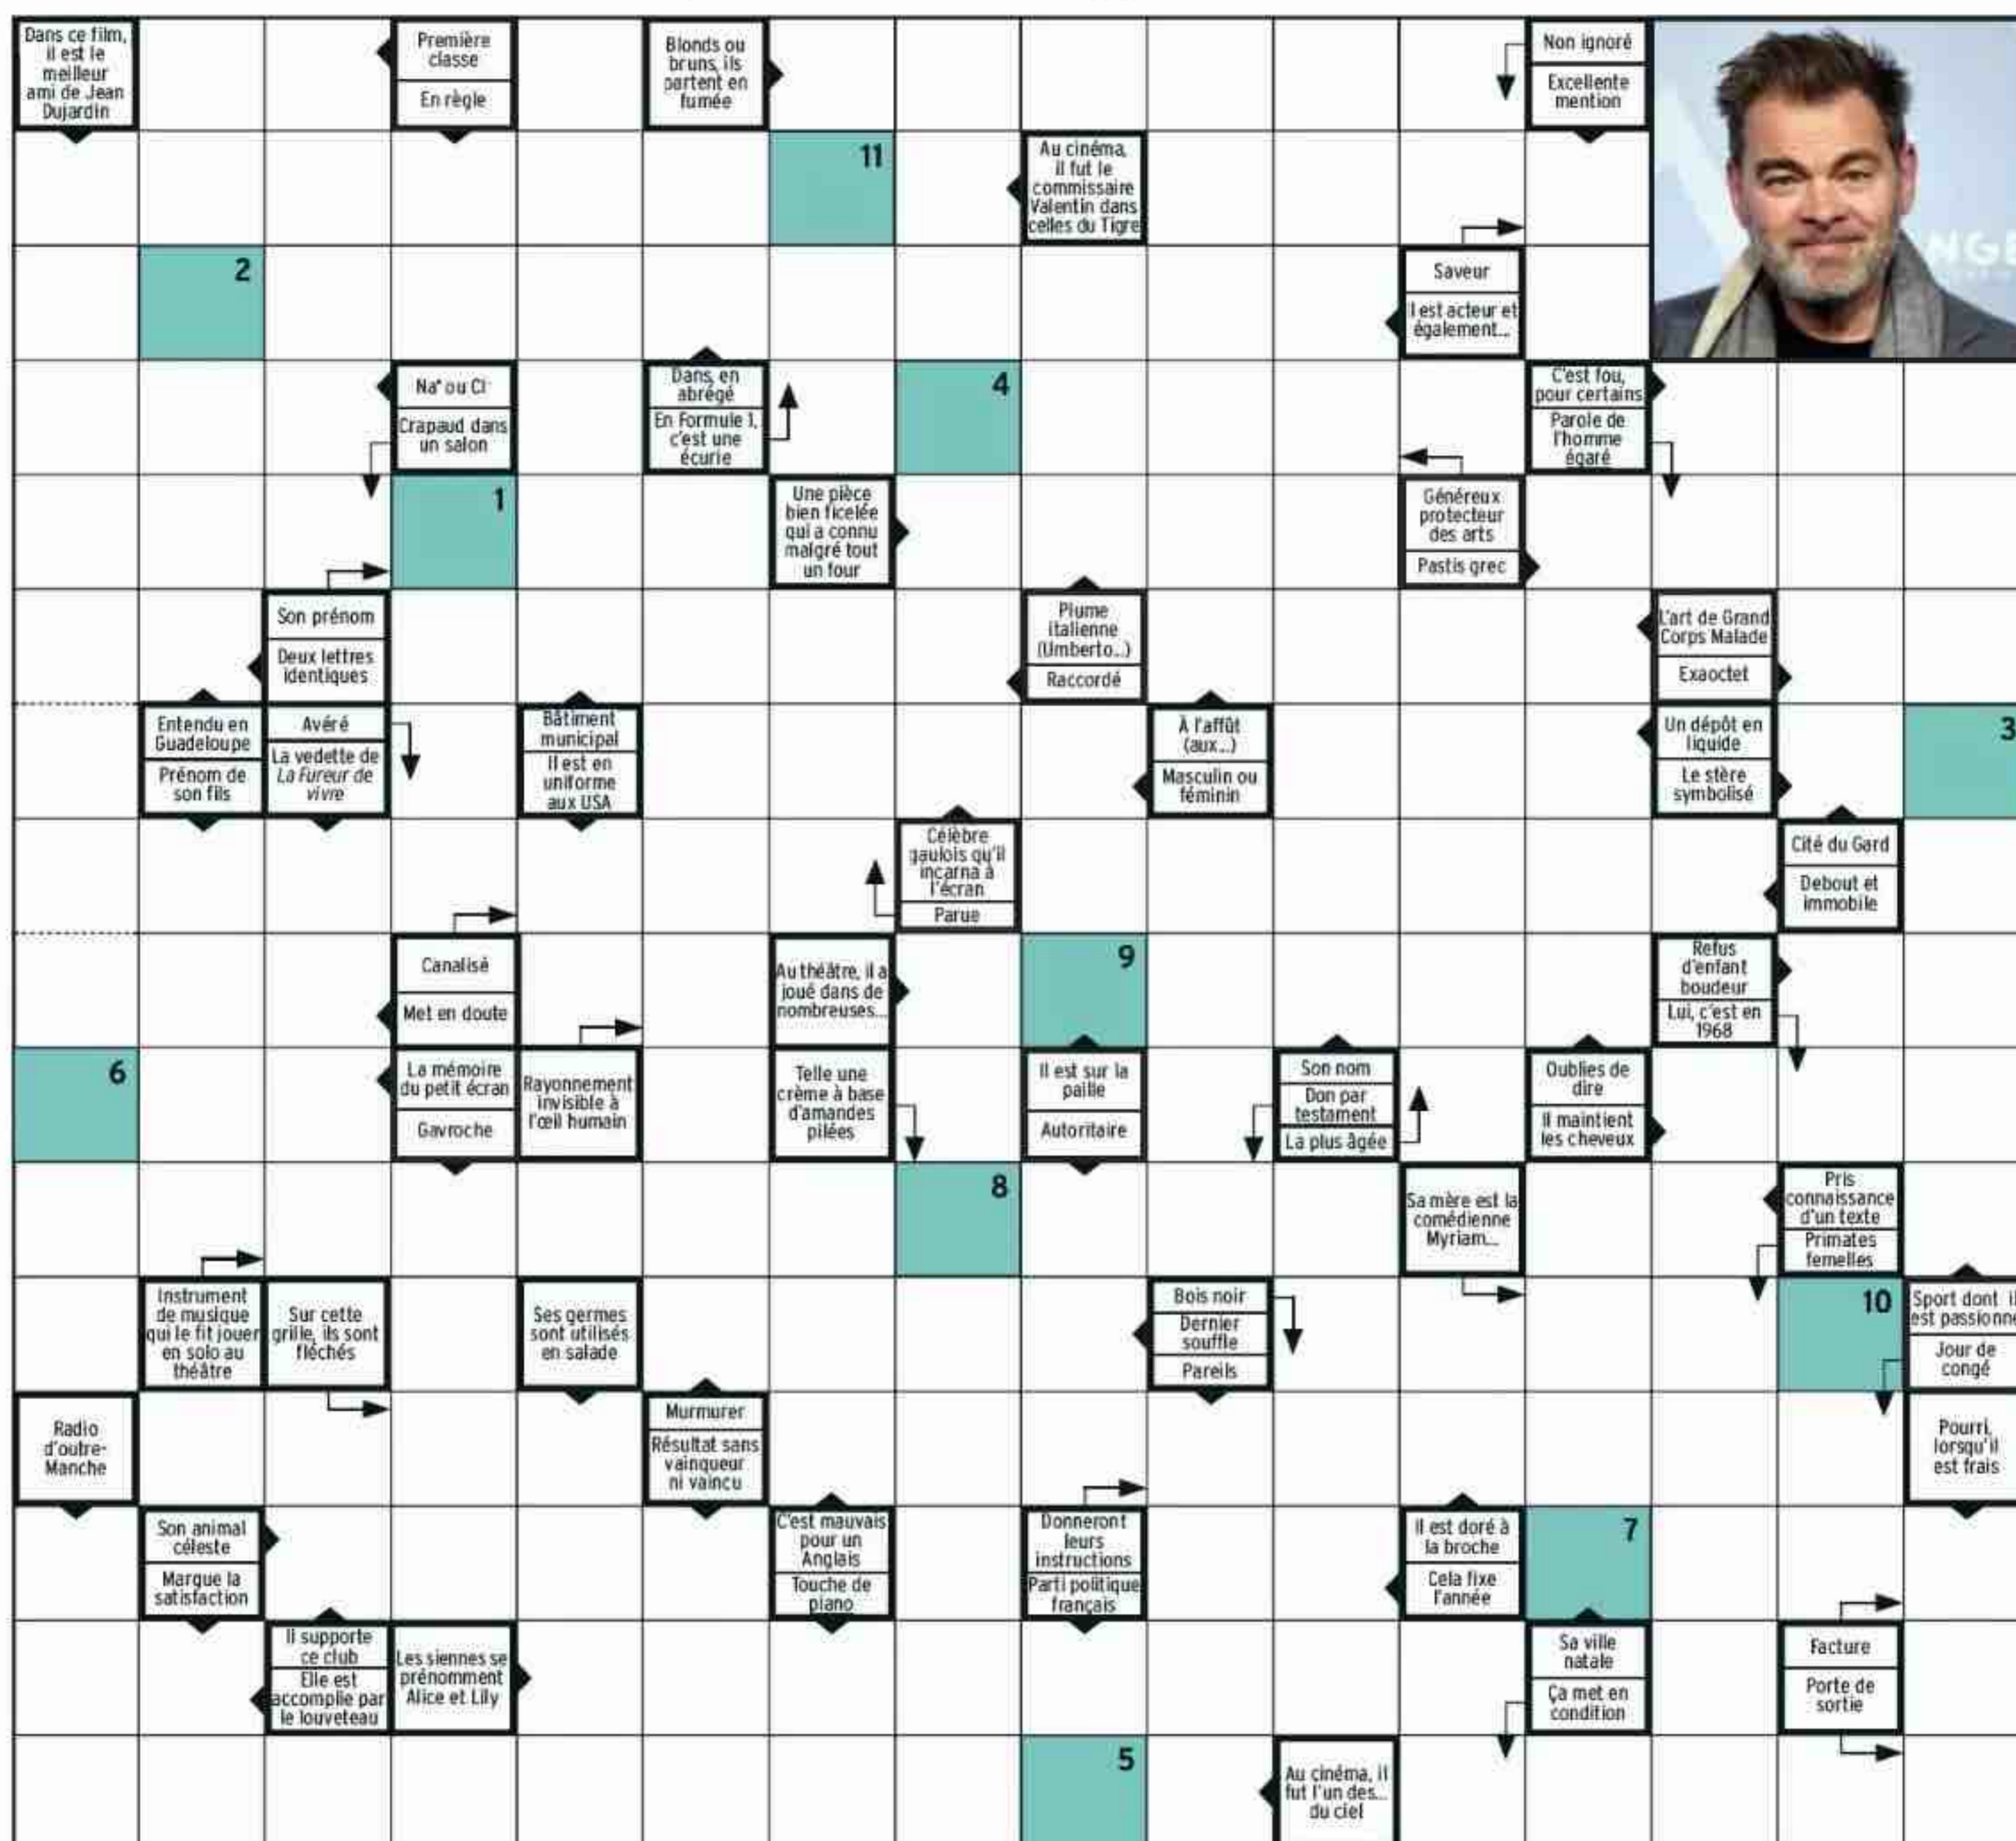 Dans ce film,
il est le
meilleur
ami de Jean
Dujardin
Première
classe
En règle
Blonds ou
bruns, ils
partent en
fumée
Non ignoré
Excellente
mention
11
Au cinéma,
il fut le
commissaire
Valentin dans
celles du Tigre
2
Saveur
Il est acteur et
également...
NGE
Na⁺ ou Cl⁻
Crapaud dans
un salon
Dans, en
abrégé
En Formule 1,
c'est une
écurie
4
C'est fou,
pour certains
Parole de
l'homme
égaré
1
Une pièce
bien ficelée
qui a connu
malgré tout
un four
Généreux
protecteur
des arts
Pastis grec
Son prénom
Deux lettres
identiques
Plume
italienne
(Umberto...)
Raccordé
L'art de Grand
Corps Malade
Exaoctet
Entendu en
Guadeloupe
Prénom de
son fils
Avéré
La vedette de
La Fureur de
vivre
Bâtiment
municipal
Il est en
uniforme
aux USA
À l'affût
(aux...)
Masculin ou
féminin
Un dépôt en
liquide
Le stère
symbolisé
3
Célèbre
gaulois qu'il
incarna à
l'écran
Parue
Cité du Gard
Debout et
immobile
Canalisé
Met en doute
Au théâtre, il a
joué dans de
nombreuses...
9
Refus
d'enfant
boudeur
Lui, c'est en
1968
6
La mémoire
du petit écran
Gavroche
Rayonnement
invisible à
l'œil humain
Telle une
crème à base
d'amandes
pilées
Il est sur la
paille
Autoritaire
Son nom
Don par
testament
La plus âgée
Oublies de
dire
Il maintient
les cheveux
8
Sa mère est la
comédienne
Myriam...
Pris
connaissance
d'un texte
Primates
femelles
Instrument
de musique
qui le fit jouer
en solo au
théâtre
Sur cette
grille, ils sont
fléchés
Ses germes
sont utilisés
en salade
Bois noir
Dernier
souffle
Pareils
10
Sport dont il
est passionné
Jour de
congé
Radio
d'outre-
Manche
Murmurer
Résultat sans
vainqueur
ni vaincu
Pourri,
lorsqu'il
est frais
Son animal
céleste
Marque la
satisfaction
C'est mauvais
pour un
Anglais
Touche de
piano
Donneront
leurs
instructions
Parti politique
français
Il est doré à
la broche
Cela fixe
l'année
7
Il supporte
ce club
Elle est
accomplie par
le louveteau
Les siennes se
prénomment
Alice et Lily
Sa ville
natale
Ça met en
condition
Facture
Porte de
sortie
5
Au cinéma, il
fut l'un des...
du ciel